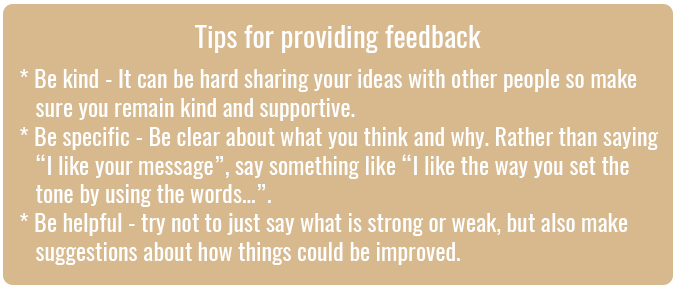 Tips for providing feedback
* Be kind - It can be hard sharing your ideas with other people so make
sure you remain kind and supportive.
* Be specific - Be clear about what you think and why. Rather than saying
“I like your message”, say something like “I like the way you set the
tone by using the words...”.
* Be helpful - try not to just say what is strong or weak, but also make
suggestions about how things could be improved.